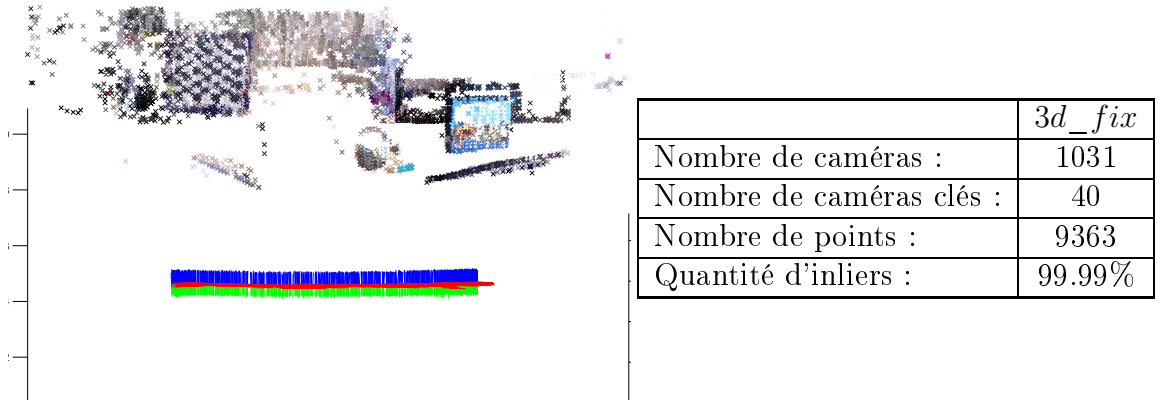 3d_fix
Nombre de caméras : 1031
Nombre de caméras clés : 40
Nombre de points : 9363
Quantité d'inliers : 99.99%